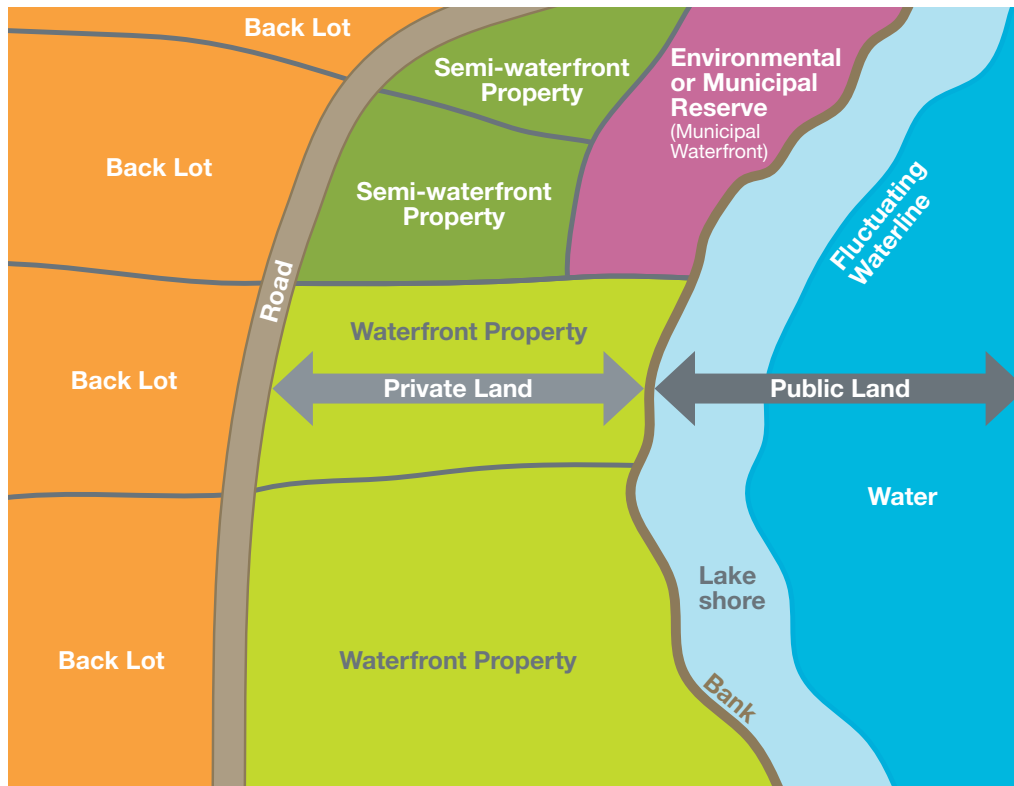 Back Lot
Semi-waterfront
Property
Environmental
or Municipal
Reserve
(Municipal
Waterfront)
Back Lot
Semi-waterfront
Property
Fluctuating
Waterline
Road
Waterfront Property
Back Lot
Private Land
Public Land
Water
Lake
shore
Back Lot
Waterfront Property
Bank